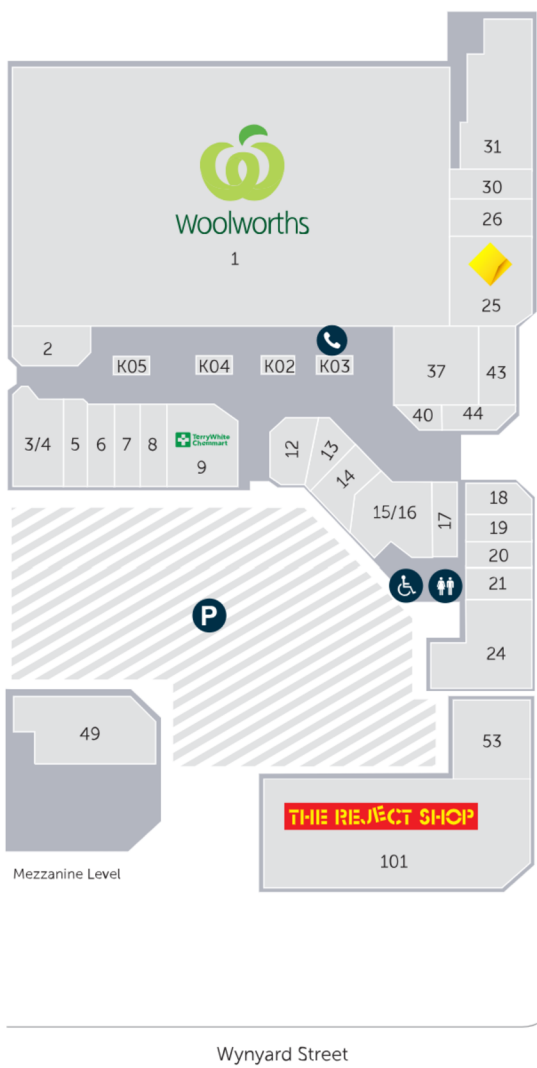 31
30
26
Woolworths
1
25
2
K05
K04
K02
K03
37
43
40
44
3/4
5
6
7
8
TerryWhite
Chemmart
9
12
13
14
15/16
17
18
19
20
21
P
24
49
53
THE REJECT SHOP
101
Mezzanine Level
Wynyard Street